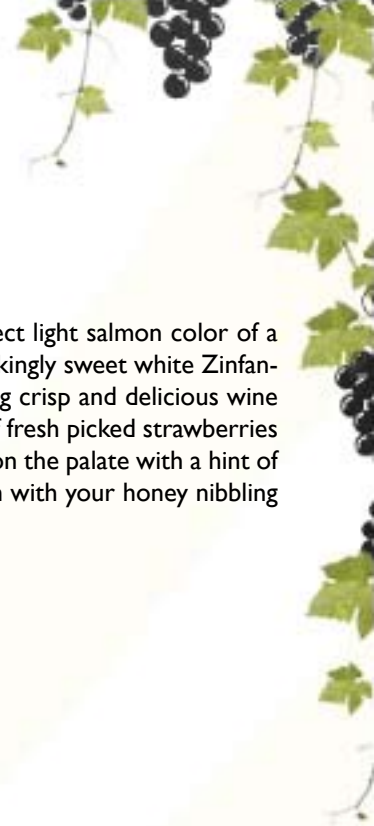 ect light salmon color of a
kingly sweet white Zinfan-
g crisp and delicious wine
fresh picked strawberries
on the palate with a hint of
with your honey nibbling